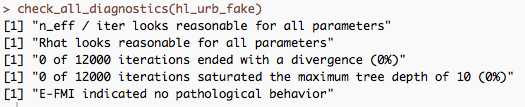 > check_all_diagnostics(hl_urb_fake)
[1] "n_eff / iter looks reasonable for all parameters"
[1] "Rhat looks reasonable for all parameters"
[1] "0 of 12000 iterations ended with a divergence (0%)"
[1] "0 of 12000 iterations saturated the maximum tree depth of 10 (0%)"
[1] "E-FMI indicated no pathological behavior"